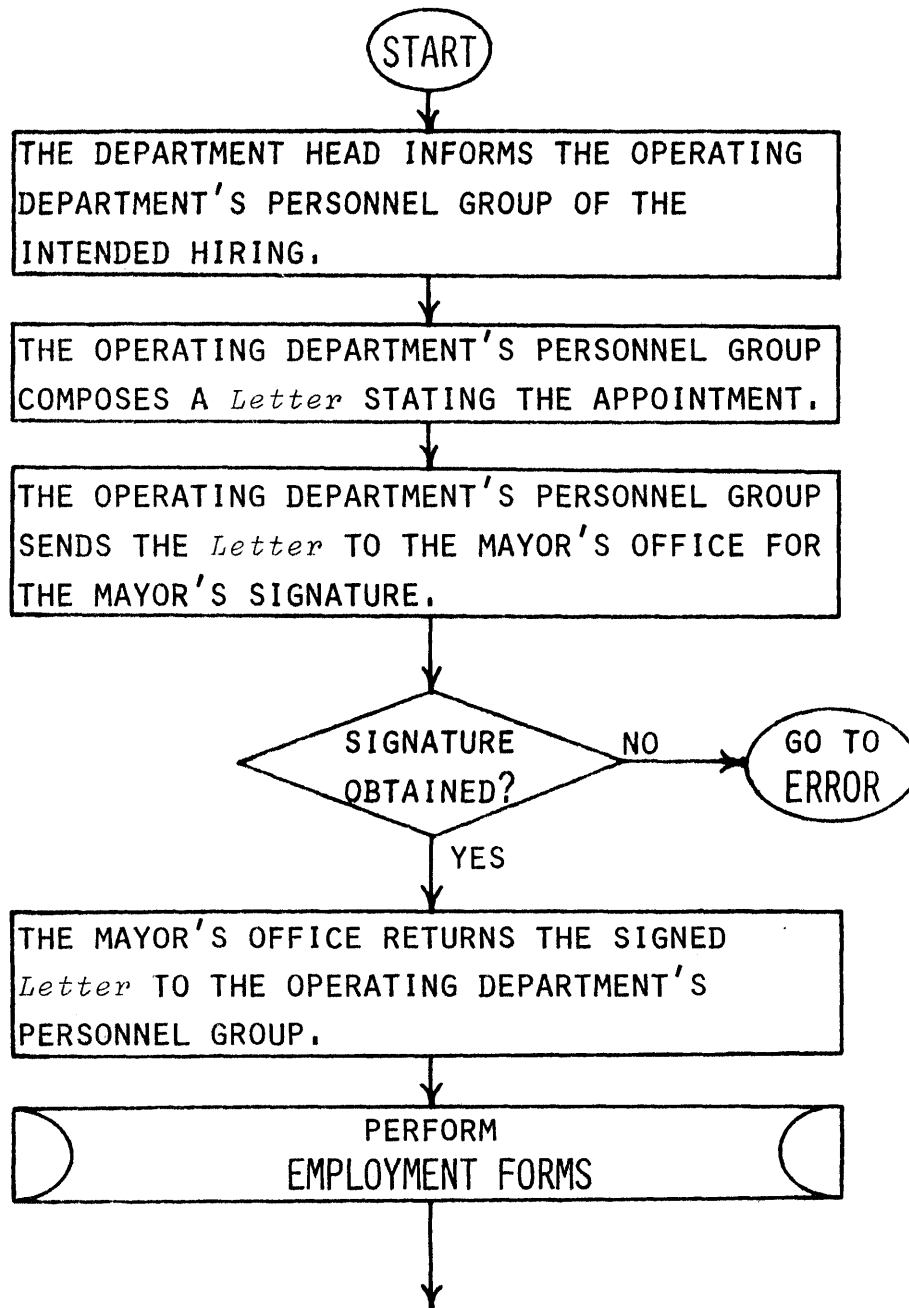 START
THE DEPARTMENT HEAD INFORMS THE OPERATING
DEPARTMENT'S PERSONNEL GROUP OF THE
INTENDED HIRING.
THE OPERATING DEPARTMENT'S PERSONNEL GROUP
COMPOSES A Letter STATING THE APPOINTMENT.
THE OPERATING DEPARTMENT'S PERSONNEL GROUP
SENDS THE Letter TO THE MAYOR'S OFFICE FOR
THE MAYOR'S SIGNATURE.
SIGNATURE
OBTAINED?
NO
GO TO
ERROR
YES
THE MAYOR'S OFFICE RETURNS THE SIGNED
Letter TO THE OPERATING DEPARTMENT'S
PERSONNEL GROUP.
PERFORM
EMPLOYMENT FORMS